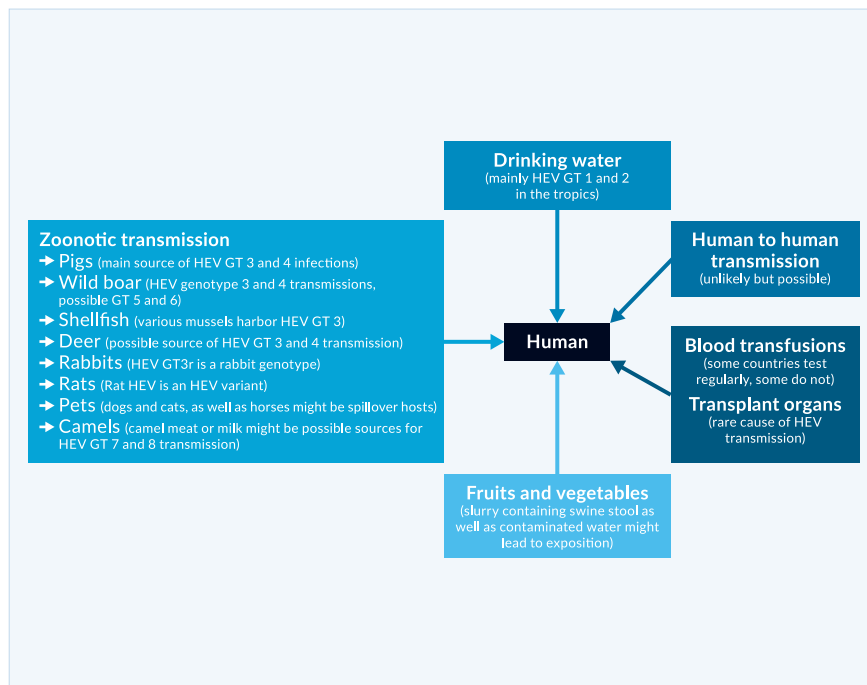 Drinking water
(mainly HEV GT 1 and 2
in the tropics)
Zoonotic transmission
→ Pigs (main source of HEV GT 3 and 4 infections)
→ Wild boar (HEV genotype 3 and 4 transmissions,
possible GT 5 and 6)
→ Shellfish (various mussels harbor HEV GT 3)
→ Deer (possible source of HEV GT 3 and 4 transmission)
→ Rabbits (HEV GT3r is a rabbit genotype)
→ Rats (Rat HEV is an HEV variant)
→ Pets (dogs and cats, as well as horses might be spillover hosts)
→ Camels (camel meat or milk might be possible sources for
HEV GT 7 and 8 transmission)
Human
Human to human
transmission
(unlikely but possible)
Blood transfusions
(some countries test
regularly, some do not)
Transplant organs
(rare cause of HEV
transmission)
Fruits and vegetables
(slurry containing swine stool as
well as contaminated water might
lead to exposition)